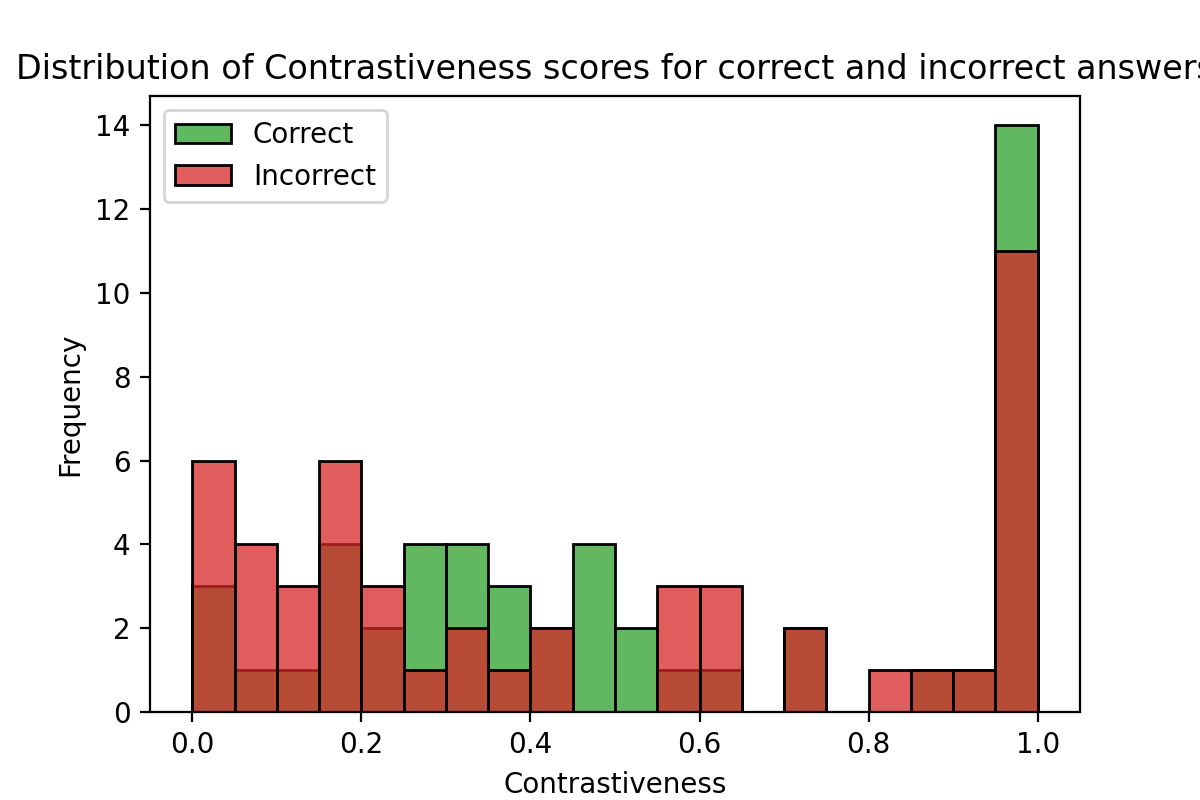 Distribution of Contrastiveness scores for correct and incorrect answers
Correct
Incorrect
14
12
10
8
6
4
2
0
Frequency
0.0 0.2 0.4 0.6 0.8 1.0
Contrastiveness